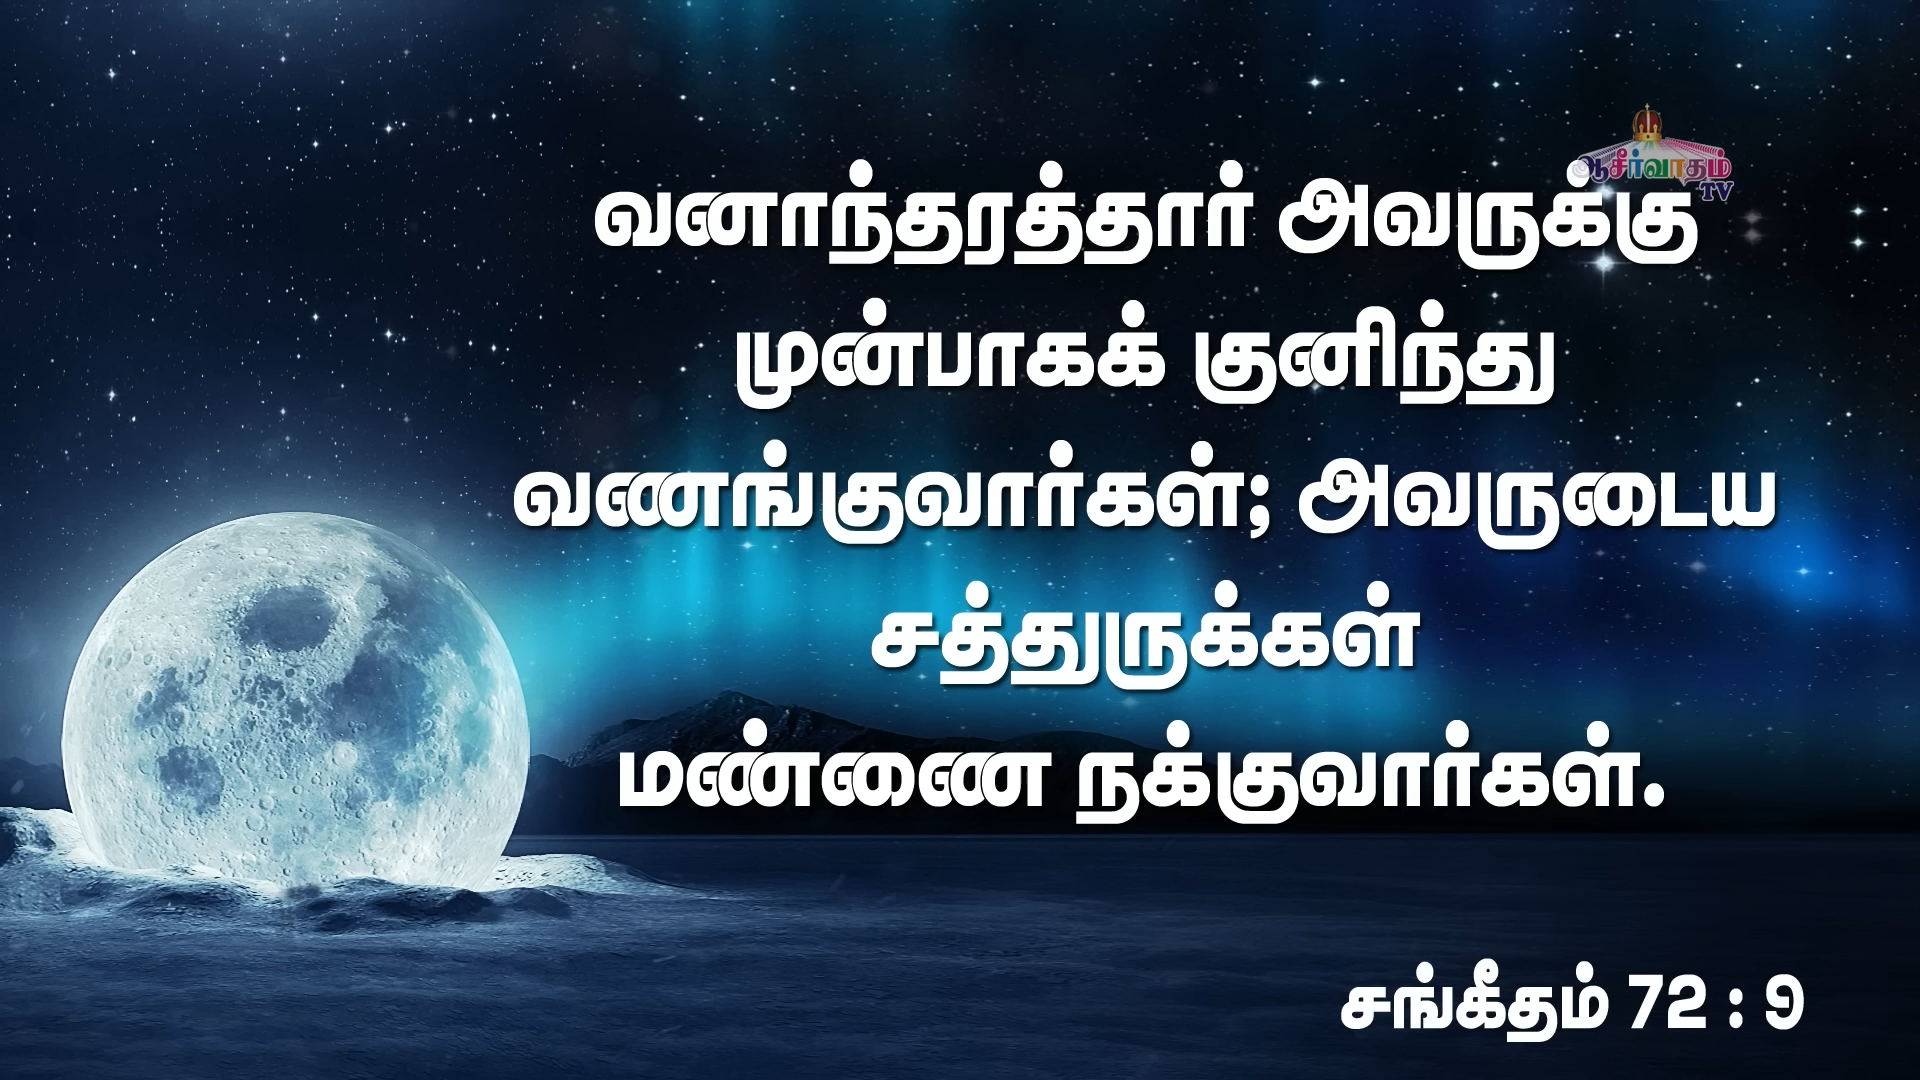 ஆசீர்வாதம்
TV
வனாந்தரத்தார் அவருக்கு
முன்பாகக் குனிந்து
வணங்குவார்கள்; அவருடைய
சத்துருக்கள்
மண்ணை நக்குவார்கள்.
சங்கீதம் 72 : 9